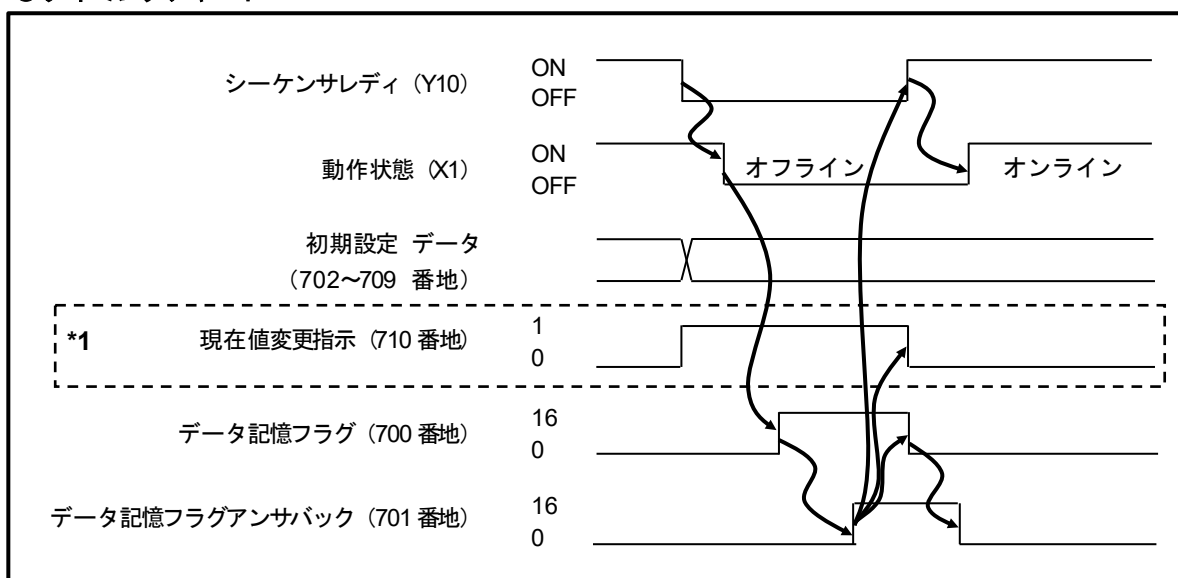 シーケンサレディ（Y10）
ON
OFF
動作状態（X1）
ON
OFF
オフライン
オンライン
初期設定 データ
（702～709 番地）
*1
現在値変更指示（710 番地）
1
0
データ記憶フラグ（700 番地）
16
0
データ記憶フラグアンサバック（701 番地）
16
0